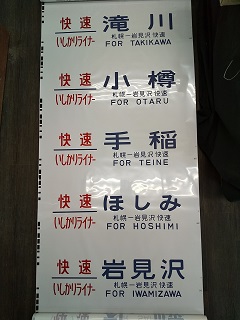 快速 滝川
いしかりライナー 札幌ー岩見沢 快速
FOR TAKIKAWA
快速 小樽
いしかりライナー 札幌ー岩見沢 快速
FOR OTARU
快速 手稲
いしかりライナー 札幌ー岩見沢 快速
FOR TEINE
快速 ほしみ
いしかりライナー 札幌ー岩見沢 快速
FOR HOSHIMI
快速 岩見沢
いしかりライナー 札幌ー岩見沢 快速
FOR IWAMIZAWA